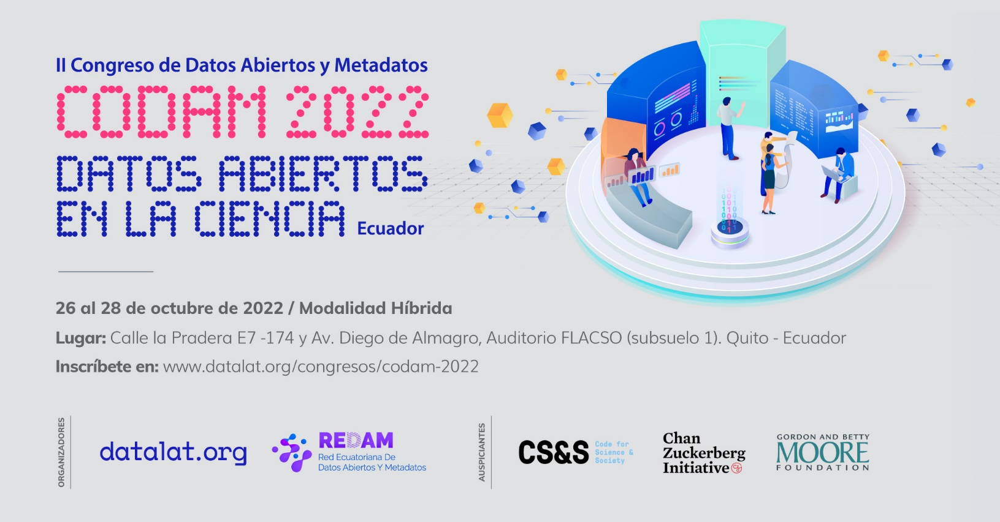 II Congreso de Datos Abiertos y Metadatos
CODAM 2022
DATOS ABIERTOS
EN LA CIENCIA Ecuador
26 al 28 de octubre de 2022 / Modalidad Híbrida
Lugar: Calle la Pradera E7 -174 y Av. Diego de Almagro, Auditorio FLACSO (subsuelo 1). Quito - Ecuador
Inscríbete en: www.datalat.org/congresos/codam-2022
ORGANIZADORES
datalat.org
REDAM
Red Ecuatoriana De
Datos Abiertos Y Metadatos
AUSPICIANTES
CS&S
Code for
Science &
Society
Chan
Zuckerberg
Initiative
GORDON AND BETTY
MOORE
FOUNDATION